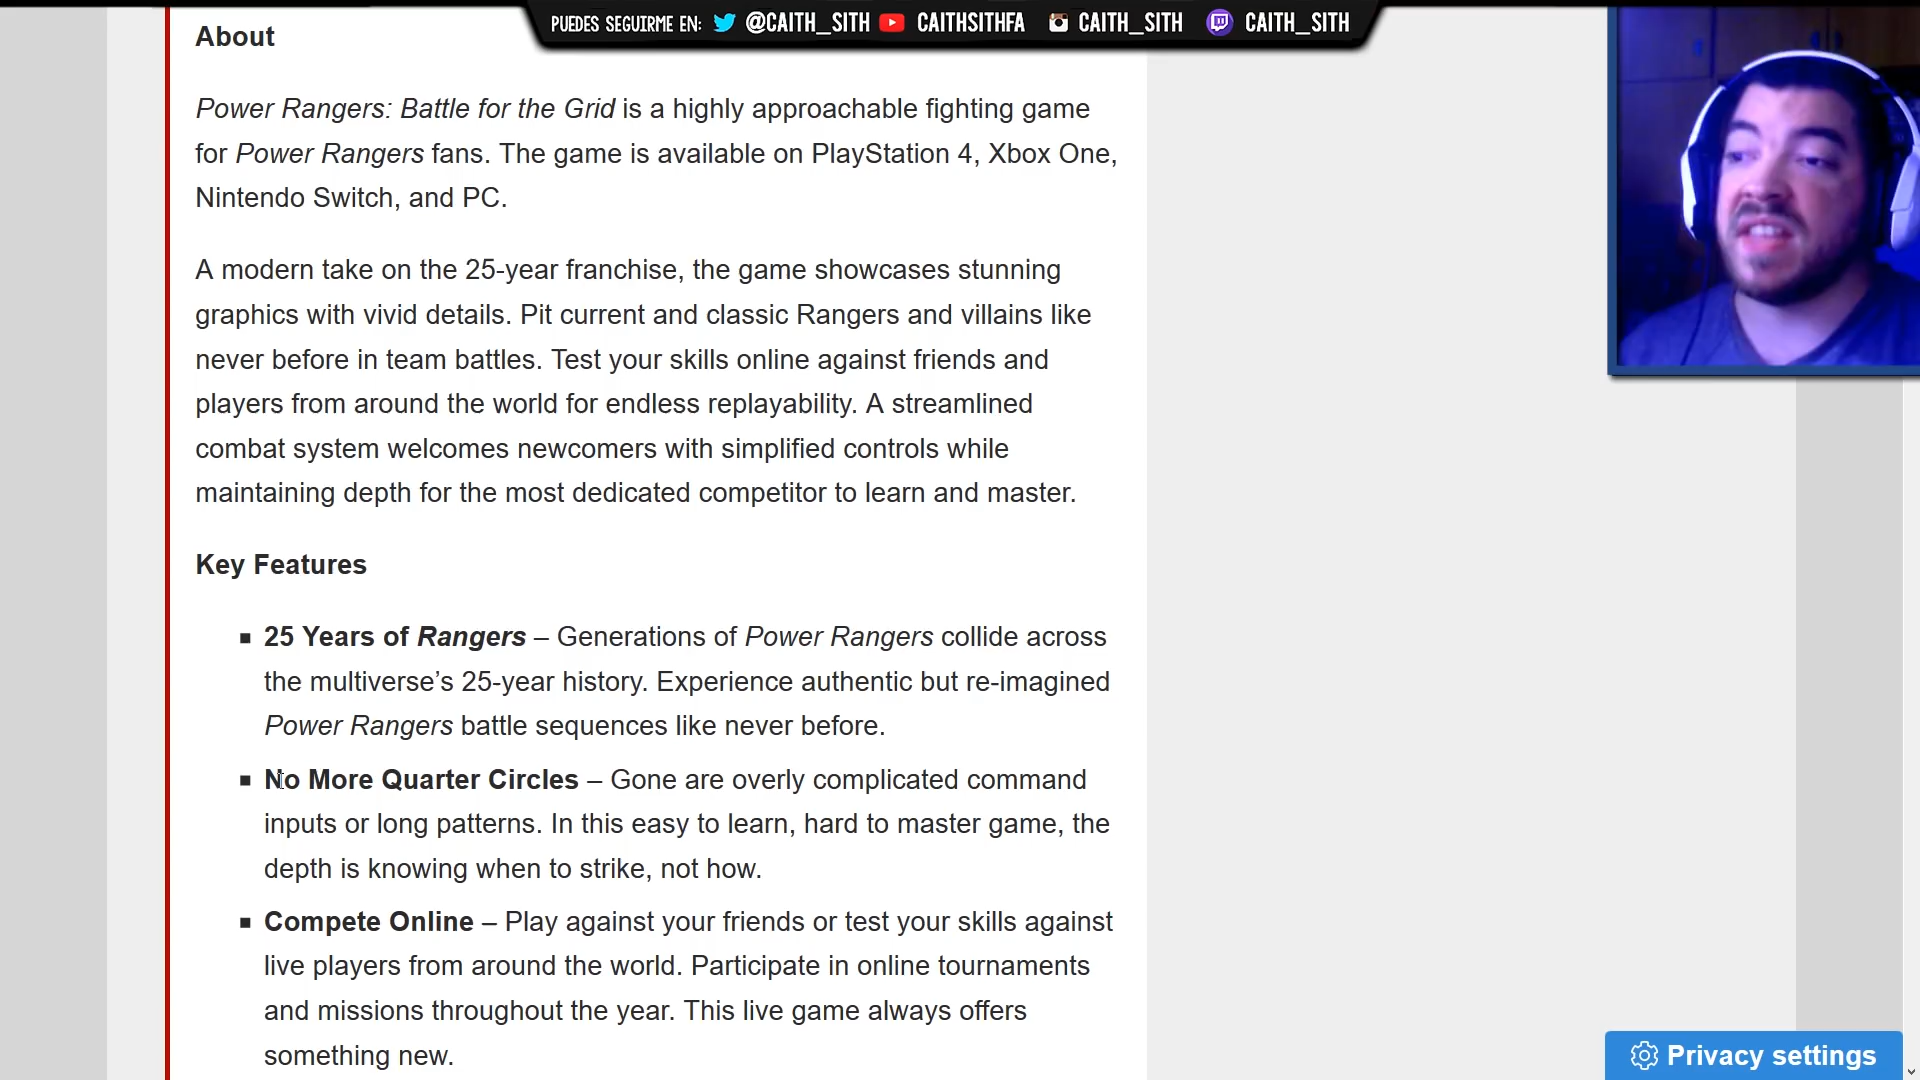 PUEDES SEGUIRME EN: @CAITH_SITH CAITHSITHFA CAITH_SITH CAITH_SITH
About
Power Rangers: Battle for the Grid is a highly approachable fighting game
for Power Rangers fans. The game is available on PlayStation 4, Xbox One,
Nintendo Switch, and PC.
A modern take on the 25-year franchise, the game showcases stunning
graphics with vivid details. Pit current and classic Rangers and villains like
never before in team battles. Test your skills online against friends and
players from around the world for endless replayability. A streamlined
combat system welcomes newcomers with simplified controls while
maintaining depth for the most dedicated competitor to learn and master.
Key Features
25 Years of Rangers – Generations of Power Rangers collide across
the multiverse’s 25-year history. Experience authentic but re-imagined
Power Rangers battle sequences like never before.
No More Quarter Circles – Gone are overly complicated command
inputs or long patterns. In this easy to learn, hard to master game, the
depth is knowing when to strike, not how.
Compete Online – Play against your friends or test your skills against
live players from around the world. Participate in online tournaments
and missions throughout the year. This live game always offers
something new.
Privacy settings